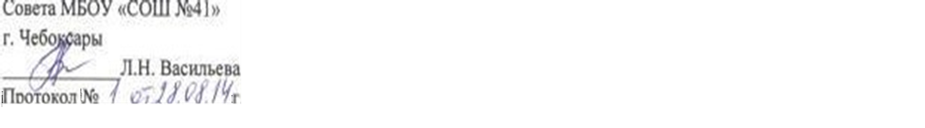 Совета МБОУ «СОШ №41»
г. Чебоксары
Л.Н. Васильева
Протокол № 1 от 28.08.14г